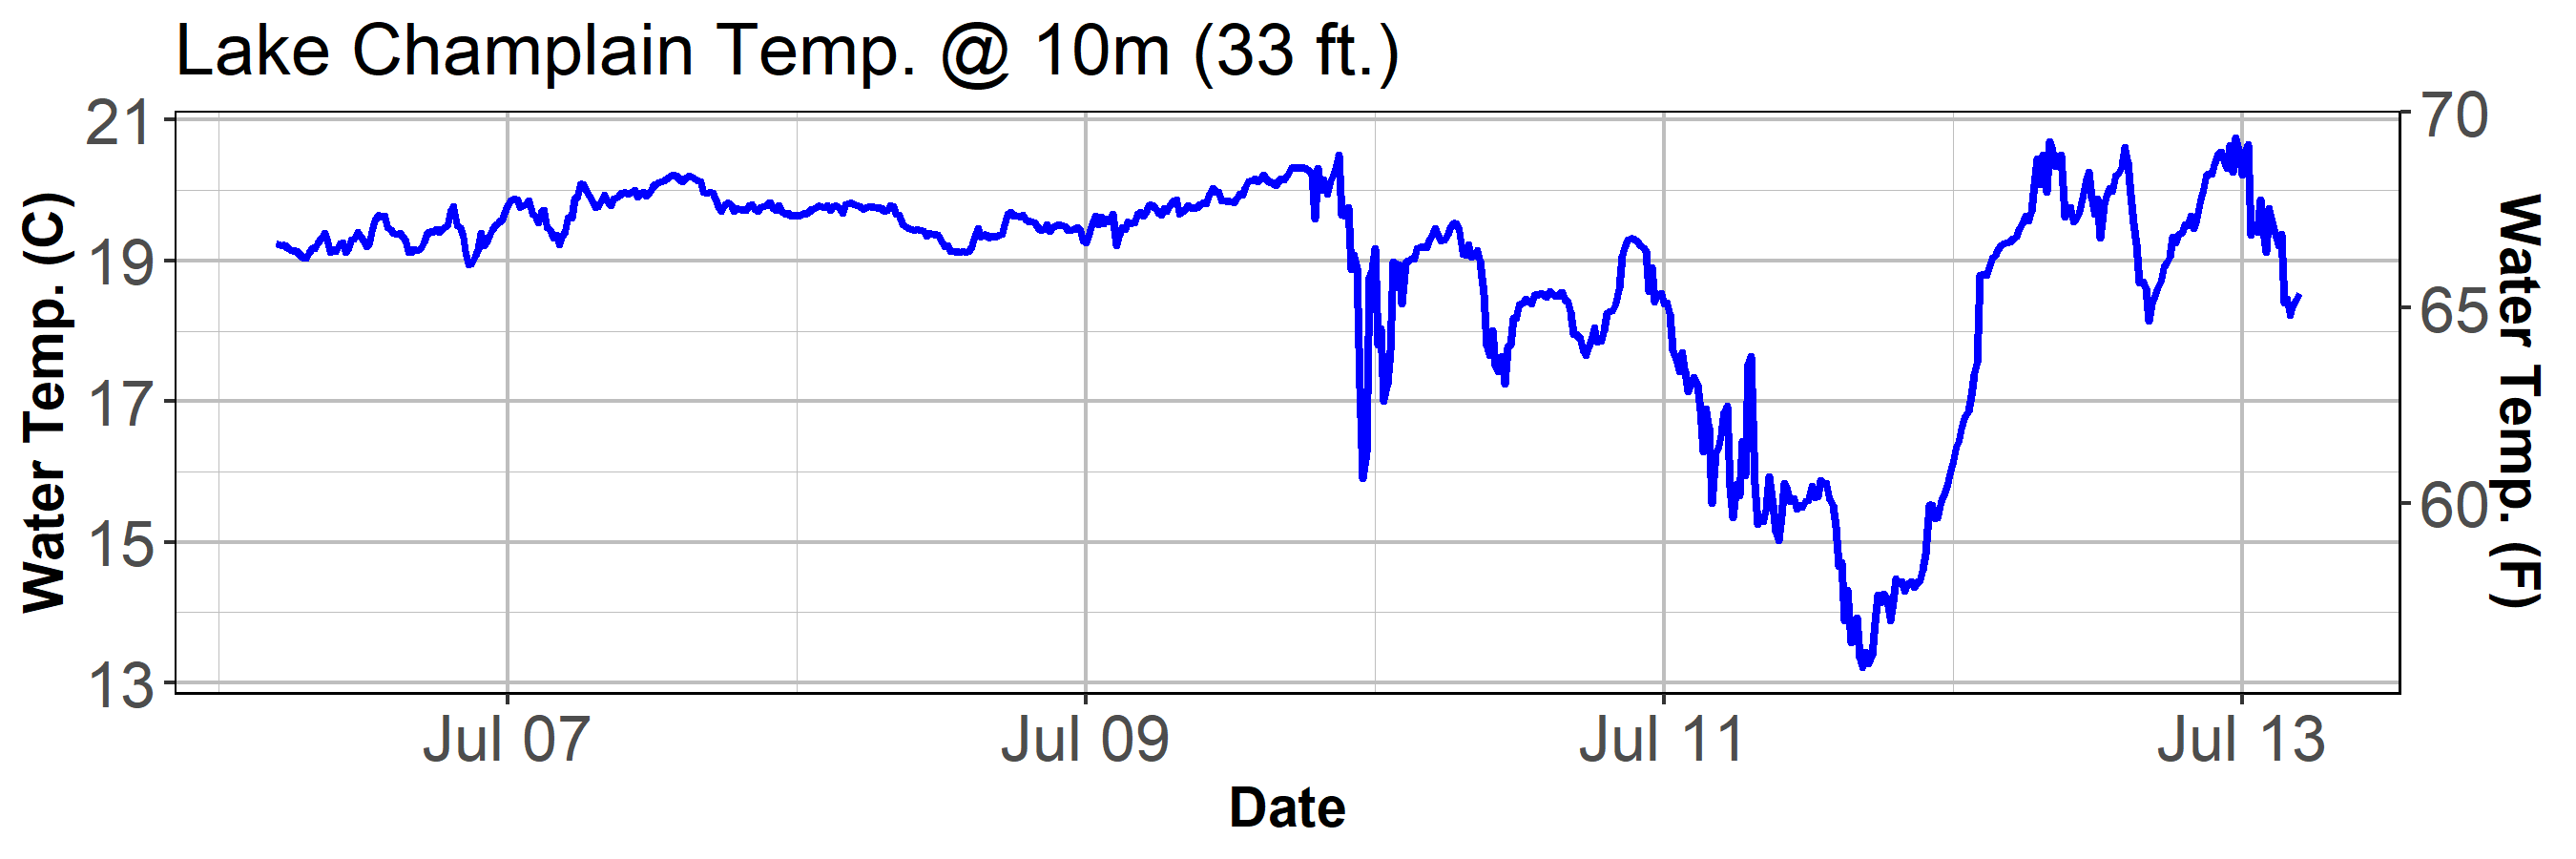 Lake Champlain Temp. @ 10m (33 ft.)
21
19
17
15
13
Water Temp. (C)
70
65
60
Water Temp. (F)
Jul 07
Jul 09
Jul 11
Jul 13
Date